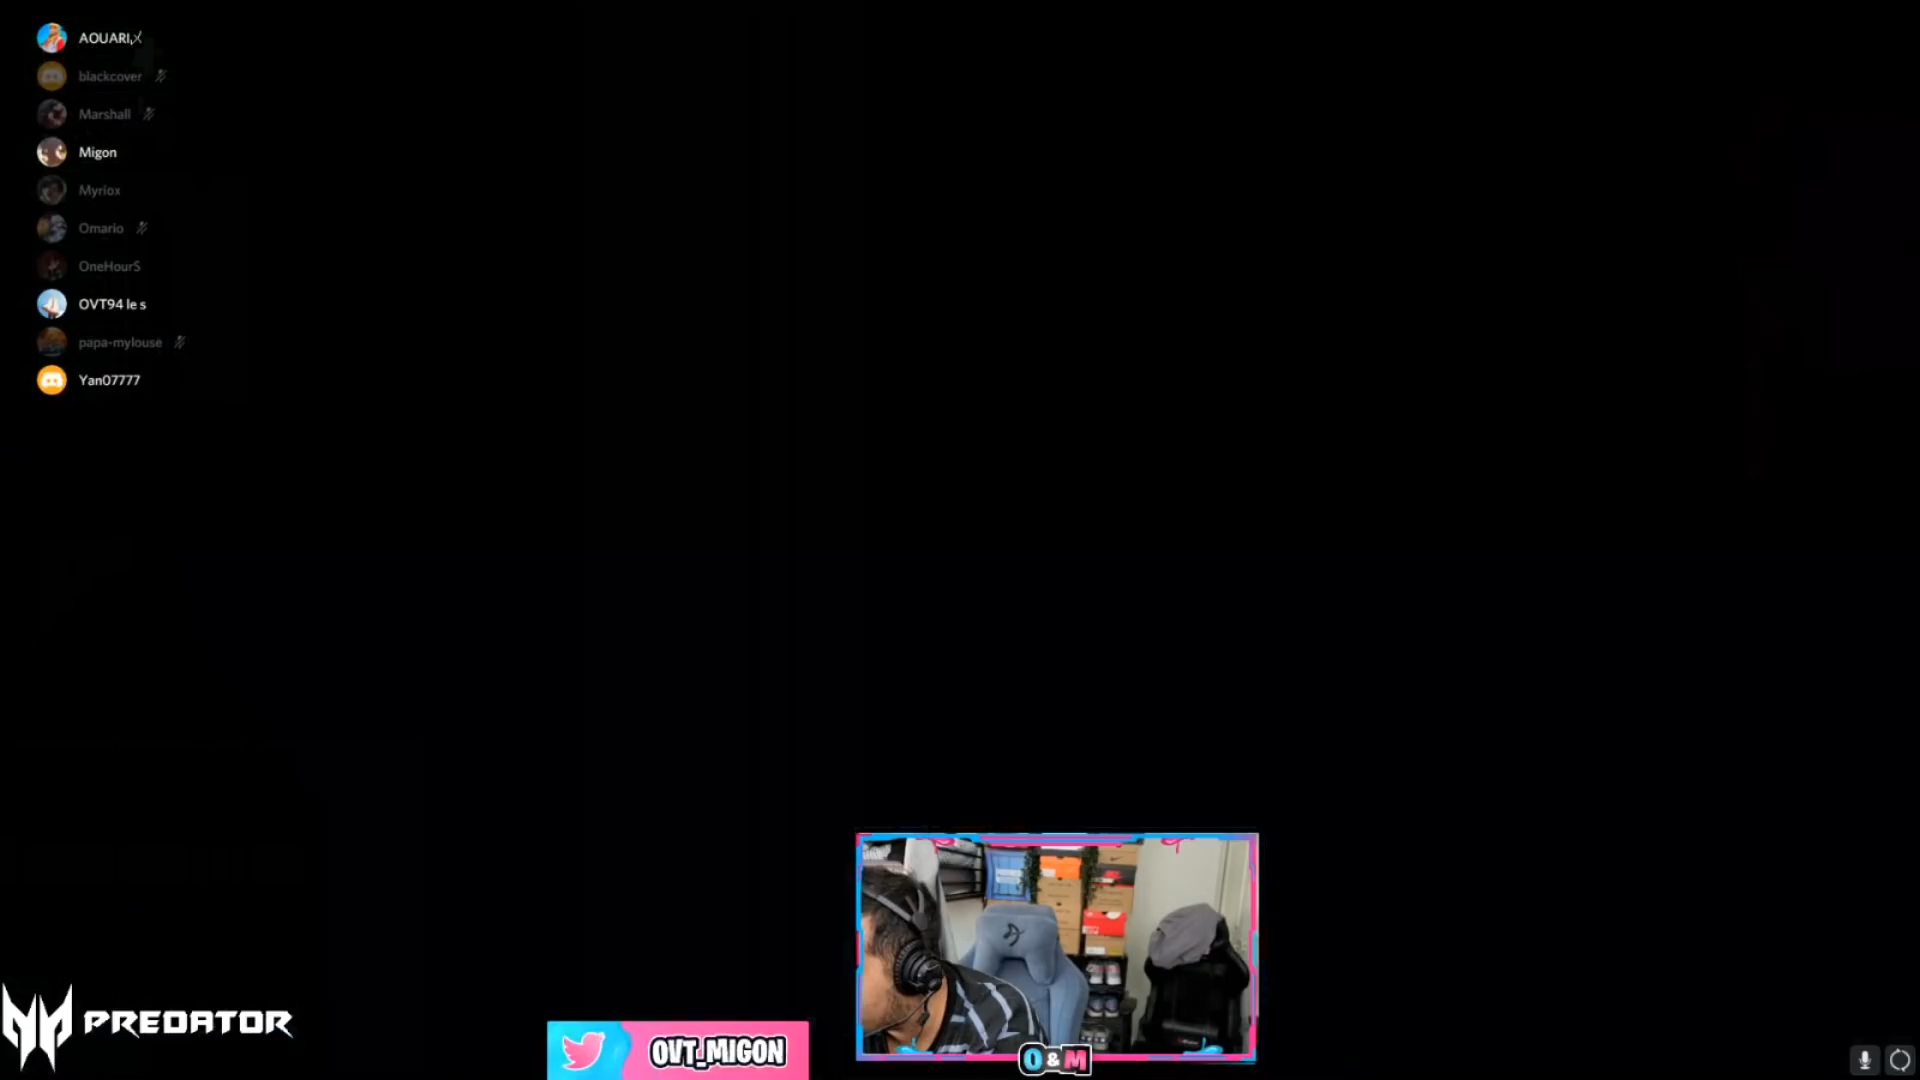 AOUARI
blackcover
Marshall
Migon
Myriox
Omario
OneHourS
OVT94 le s
papa-mylouse
Yan07777
PREDATOR
OVT_MIGON
O & M